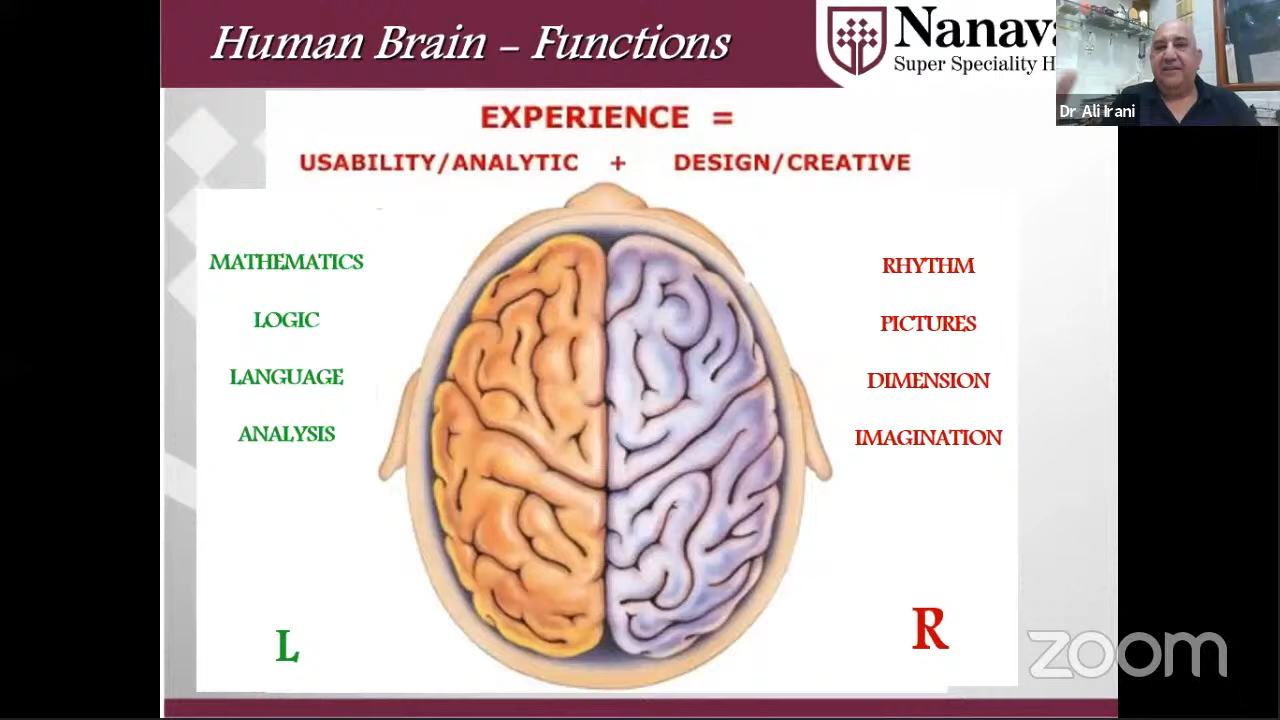 Human Brain – Functions
Nanava
Super Speciality H
Dr Ali Irani
EXPERIENCE =
USABILITY/ANALYTIC + DESIGN/CREATIVE
MATHEMATICS
LOGIC
LANGUAGE
ANALYSIS
RHYTHM
PICTURES
DIMENSION
IMAGINATION
L
R
zoom